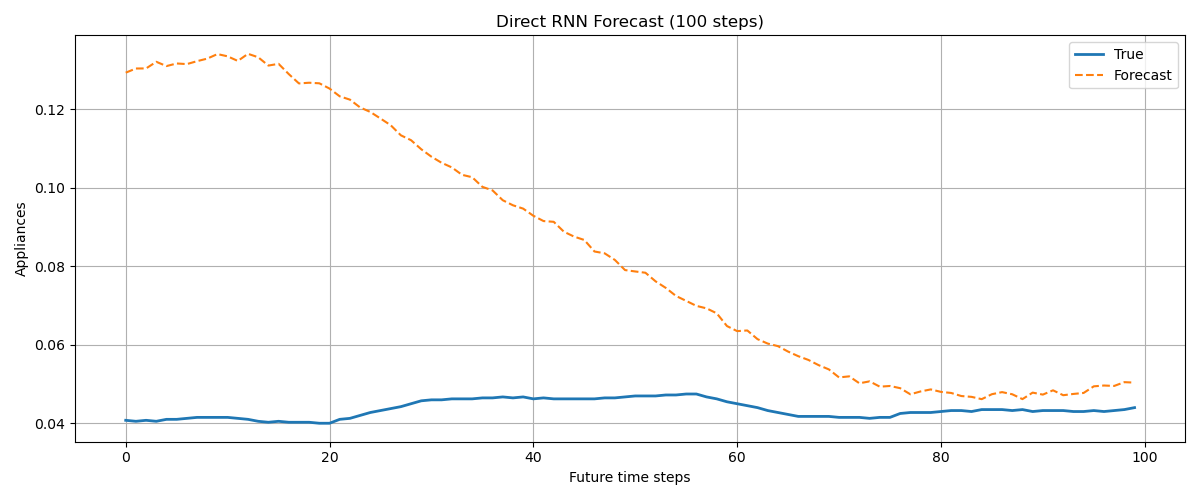 Direct RNN Forecast (100 steps)
True
Forecast
0.12
0.10
0.08
0.06
0.04
Appliances
0
20
40
60
80
100
Future time steps